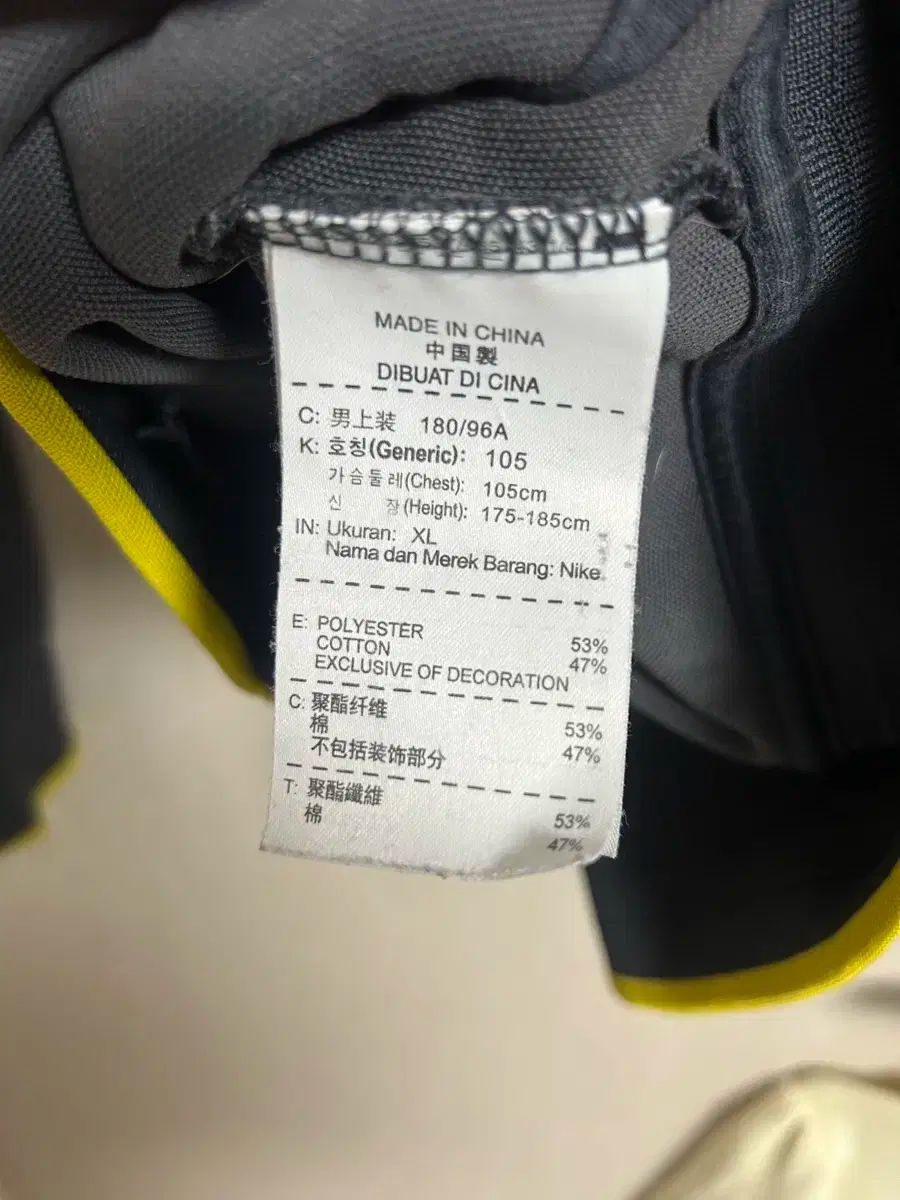 MADE IN CHINA
中国製
DIBUAT DI CINA
C: 男上装 180/96A
K: 호칭(Generic): 105
가슴둘레(Chest): 105cm
신 장(Height): 175-185cm
IN: Ukuran: XL
Nama dan Merek Barang: Nike
E: POLYESTER 53%
COTTON 47%
EXCLUSIVE OF DECORATION
C: 聚酯纤维 53%
棉 47%
不包括装饰部分
T: 聚酯纖維 53%
棉 47%